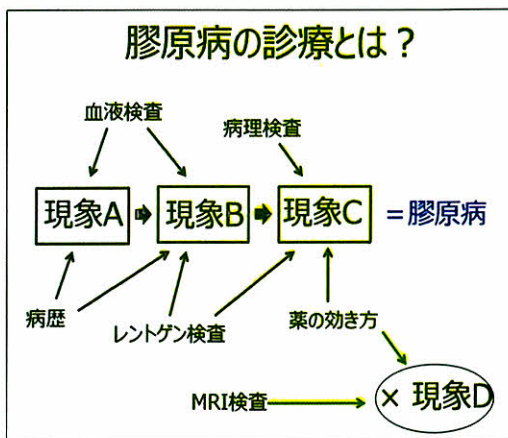 膠原病の診療とは？
血液検査
病理検査
現象A
現象B
現象C
=膠原病
病歴
レントゲン検査
薬の効き方
MRI検査
× 現象D